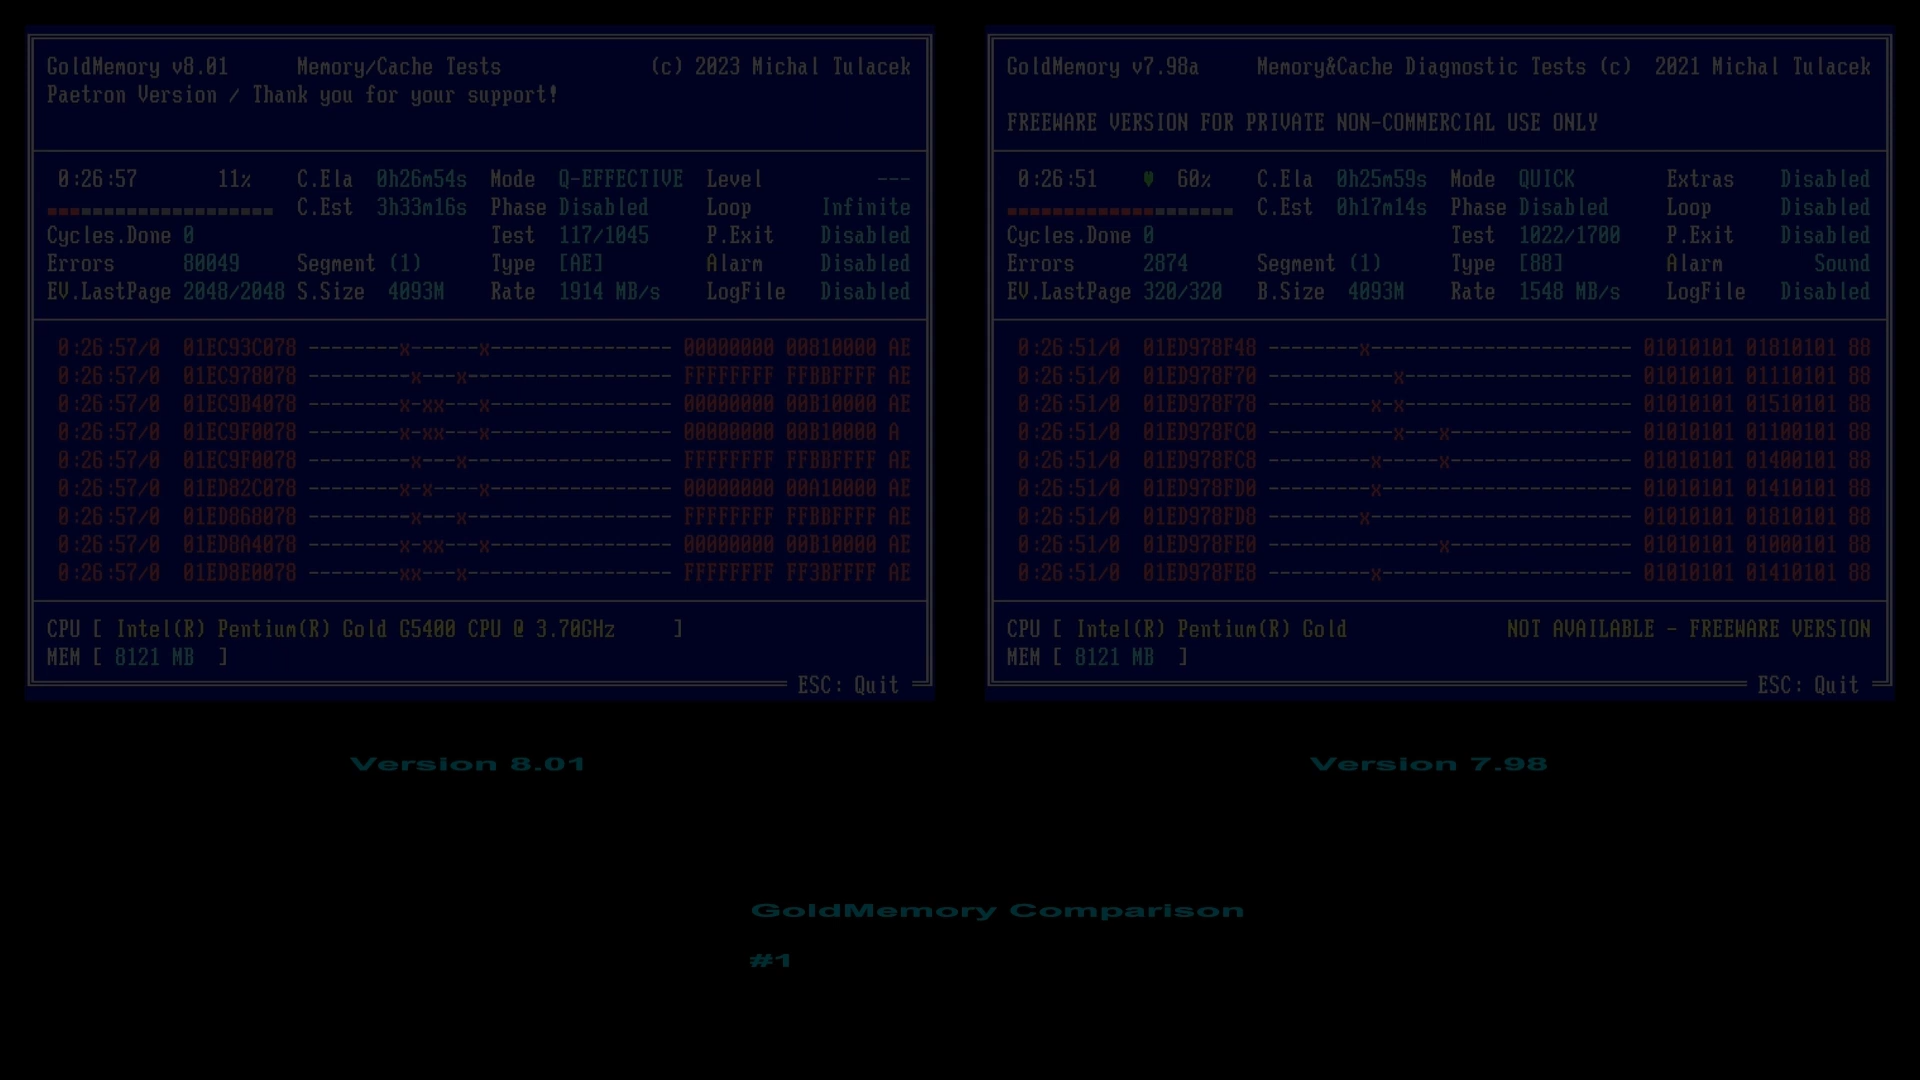 GoldMemory v8.01 Memory/Cache Tests (c) 2023 Michal Tulacek
Paetron Version / Thank you for your support!
0:26:57 11% C.Ela 0h26m54s Mode Q-EFFECTIVE Level ---
C.Est 3h33m16s Phase Disabled Loop Infinite
Cycles.Done 0 Test 117/1045 P.Exit Disabled
Errors 80049 Segment (1) Type [AE] Alarm Disabled
EV.LastPage 2048/2048 S.Size 4093M Rate 1914 MB/s LogFile Disabled
0:26:57/0 01EC93C078 --------x------x---------------- 00000000 00810000 AE
0:26:57/0 01EC978078 ---------x---x------------------ FFFFFFFF FFBBFFFF AE
0:26:57/0 01EC9B4078 --------x-xx---x---------------- 00000000 00B10000 AE
0:26:57/0 01EC9F0078 --------x-xx---x---------------- 00000000 00B10000 A
0:26:57/0 01EC9F0078 ---------x---x------------------ FFFFFFFF FFBBFFFF AE
0:26:57/0 01ED82C078 --------x-x----x---------------- 00000000 00A10000 AE
0:26:57/0 01ED868078 ---------x---x------------------ FFFFFFFF FFBBFFFF AE
0:26:57/0 01ED8A4078 --------x-xx---x---------------- 00000000 00B10000 AE
0:26:57/0 01ED8E0078 --------xx---x------------------ FFFFFFFF FF3BFFFF AE
CPU [ Intel(R) Pentium(R) Gold G5400 CPU @ 3.70GHz ]
MEM [ 8121 MB ]
ESC: Quit
Version 8.01
GoldMemory v7.98a Memory&Cache Diagnostic Tests (c) 2021 Michal Tulacek
FREEWARE VERSION FOR PRIVATE NON-COMMERCIAL USE ONLY
0:26:51 60% C.Ela 0h25m59s Mode QUICK Extras Disabled
C.Est 0h17m14s Phase Disabled Loop Disabled
Cycles.Done 0 Test 1022/1700 P.Exit Disabled
Errors 2874 Segment (1) Type [88] Alarm Sound
EV.LastPage 320/320 B.Size 4093M Rate 1548 MB/s LogFile Disabled
0:26:51/0 01ED978F48 --------x----------------------- 01010101 01810101 88
0:26:51/0 01ED978F70 -----------x-------------------- 01010101 01110101 88
0:26:51/0 01ED978F78 ---------x-x-------------------- 01010101 01510101 88
0:26:51/0 01ED978FC0 -----------x---x---------------- 01010101 01100101 88
0:26:51/0 01ED978FC8 ---------x-----x---------------- 01010101 01400101 88
0:26:51/0 01ED978FD0 ---------x---------------------- 01010101 01410101 88
0:26:51/0 01ED978FD8 --------x----------------------- 01010101 01810101 88
0:26:51/0 01ED978FE0 ---------------x---------------- 01010101 01000101 88
0:26:51/0 01ED978FE8 ---------x---------------------- 01010101 01410101 88
CPU [ Intel(R) Pentium(R) Gold NOT AVAILABLE - FREEWARE VERSION
MEM [ 8121 MB ]
ESC: Quit
Version 7.98
GoldMemory Comparison
#1